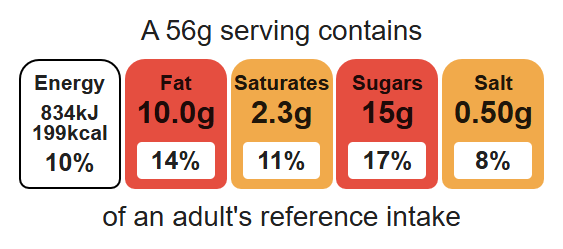 A 56g serving contains
Energy
834kJ
199kcal
10%
Fat
10.0g
14%
Saturates
2.3g
11%
Sugars
15g
17%
Salt
0.50g
8%
of an adult's reference intake